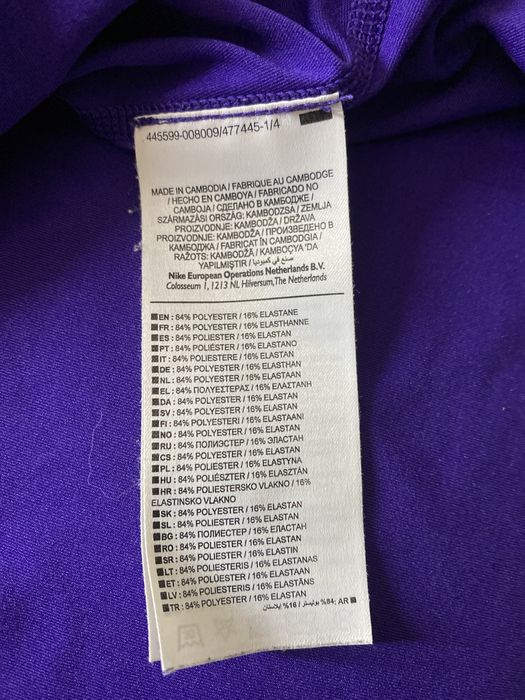 445599-008009/477445-1/4
MADE IN CAMBODIA / FABRIQUE AU CAMBODGE
/ HECHO EN CAMBOYA / FABRICADO NO
CAMBOJA / СДЕЛАНО В КАМБОДЖЕ /
SZÁRMAZÁSI ORSZÁG: KAMBODZSA / ZEMLJA
PROIZVODNJE: KAMBODŽA / DRŽAVA
PROIZVODNJE: KAMBODŽA / ПРОИЗВЕДЕНО В
КАМБОДЖА / FABRICAT ÎN CAMBODGIA /
RAŽOTS: KAMBODŽĀ / KAMBOÇYA 'DA
YAPILMIŞTIR / صنع في كمبوديا
Nike European Operations Netherlands B.V.
Colosseum 1, 1213 NL Hilversum, The Netherlands
EN : 84% POLYESTER / 16% ELASTANE
FR : 84% POLYESTER / 16% ELASTHANNE
ES : 84% POLIÉSTER / 16% ELASTANO
PT : 84% POLIÉSTER / 16% ELASTANO
IT : 84% POLIESTERE / 16% ELASTAN
DE : 84% POLYESTER / 16% ELASTHAN
NL : 84% POLYESTER / 16% ELASTAAN
EL : 84% ΠΟΛΥΕΣΤΕΡΑΣ / 16% ΕΛΑΣΤΑΝΗ
DA : 84% POLYESTER / 16% ELASTAN
SV : 84% POLYESTER / 16% ELASTAN
FI : 84% POLYESTERI / 16% ELASTAANI
NO : 84% POLYESTER / 16% ELASTAN
RU : 84% ПОЛИЭСТЕР / 16% ЭЛАСТАН
CS : 84% POLYESTER / 16% ELASTAN
PL : 84% POLIESTER / 16% ELASTYNA
HU : 84% POLIÉSZTER / 16% ELASZTÁN
HR : 84% POLIESTERSKO VLAKNO / 16%
ELASTINSKO VLAKNO
SK : 84% POLYESTER / 16% ELASTAN
SL : 84% POLIESTER / 16% ELASTAN
BG : 84% ПОЛИЕСТЕР / 16% ЕЛАСТАН
RO : 84% POLIESTER / 16% ELASTAN
SR : 84% POLIESTER / 16% ELASTIN
LT : 84% POLIESTERIS / 16% ELASTANAS
ET : 84% POLÜESTER / 16% ELASTAAN
LV : 84% POLIESTERIS / 16% ELASTĀNS
TR : 84% POLYESTER / 16% ELASTAN
AR : 84% بوليستر / 16% ايلاستان